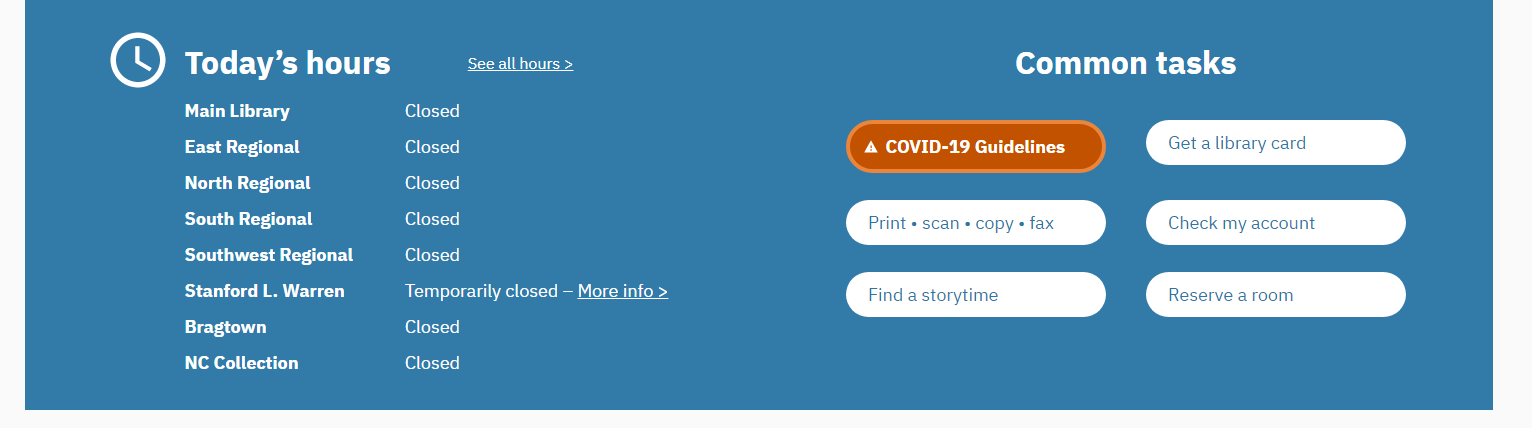 Today’s hours See all hours >
Main Library Closed
East Regional Closed
North Regional Closed
South Regional Closed
Southwest Regional Closed
Stanford L. Warren Temporarily closed – More info >
Bragtown Closed
NC Collection Closed
Common tasks
COVID-19 Guidelines
Get a library card
Print • scan • copy • fax
Check my account
Find a storytime
Reserve a room